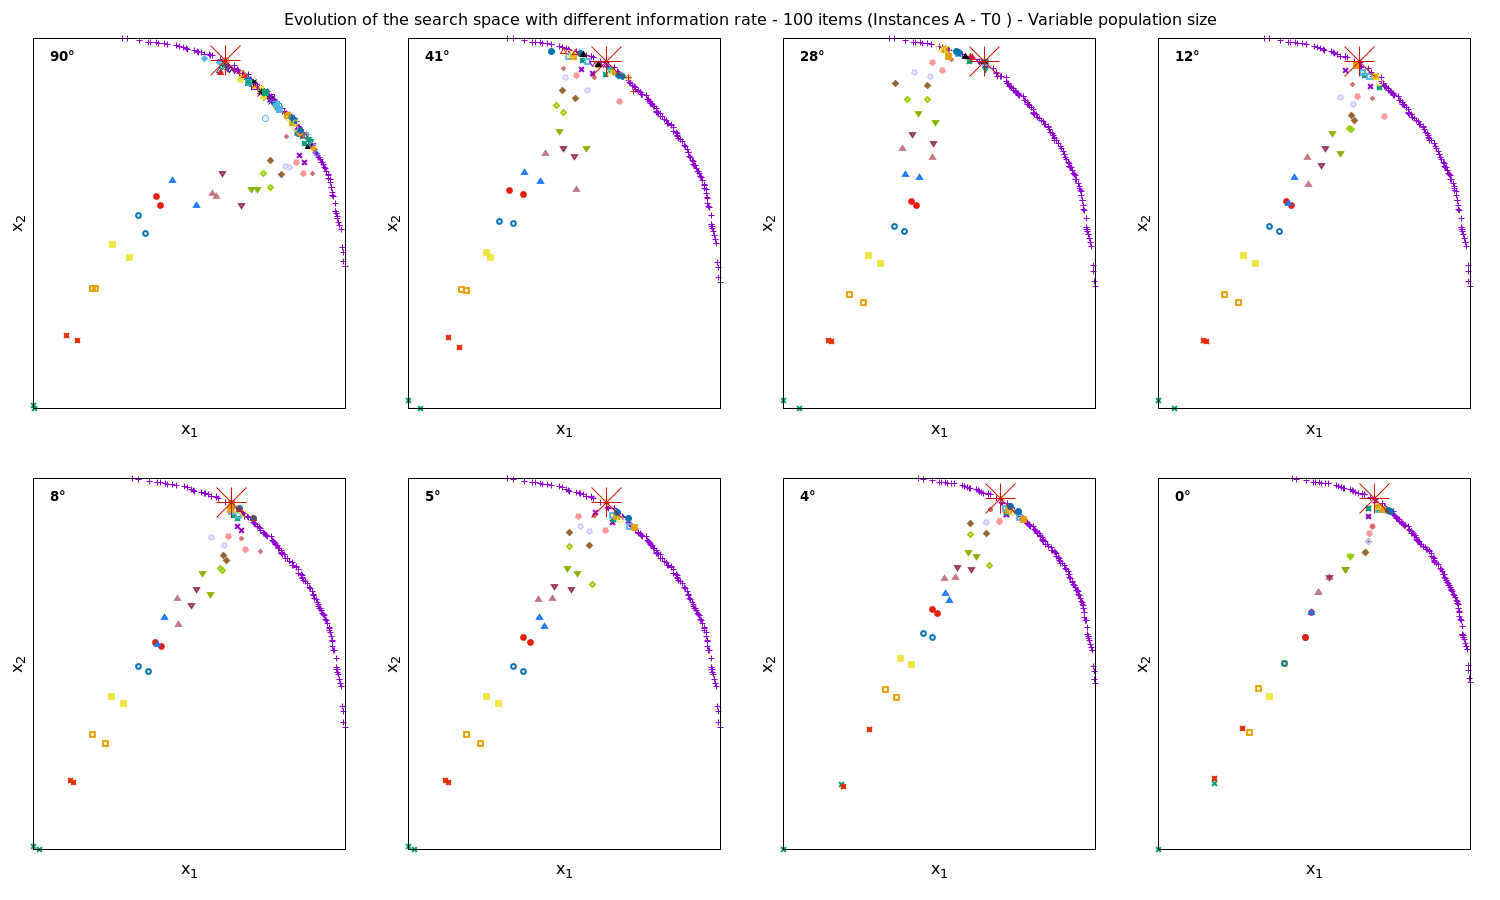 Evolution of the search space with different information rate - 100 items (Instances A - T0 ) - Variable population size
90°
41°
28°
12°
x2
x2
x2
x2
x1
x1
x1
x1
8°
5°
4°
0°
x2
x2
x2
x2
x1
x1
x1
x1